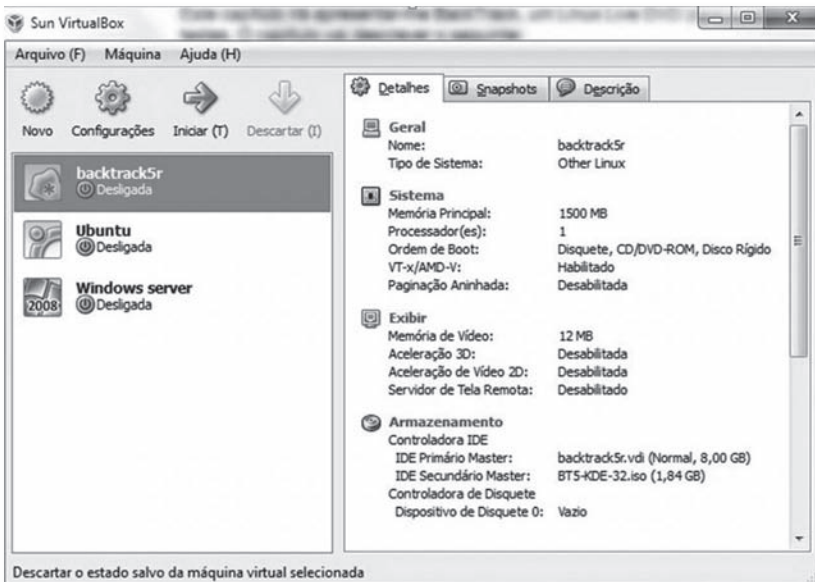 Sun VirtualBox
Arquivo (F) Máquina Ajuda (H)
Novo Configurações Iniciar (T) Descartar (I)
backtrack5r
Desligada
Ubuntu
Desligada
2008
Windows server
Desligada
Detalhes Snapshots Descrição
Geral
Nome: backtrack5r
Tipo de Sistema: Other Linux
Sistema
Memória Principal: 1500 MB
Processador(es): 1
Ordem de Boot: Disquete, CD/DVD-ROM, Disco Rígido
VT-x/AMD-V: Habilitado
Paginação Aninhada: Desabilitada
Exibir
Memória de Vídeo: 12 MB
Aceleração 3D: Desabilitada
Aceleração de Vídeo 2D: Desabilitada
Servidor de Tela Remota: Desabilitado
Armazenamento
Controladora IDE
IDE Primário Master: backtrack5r.vdi (Normal, 8,00 GB)
IDE Secundário Master: BT5-KDE-32.iso (1,84 GB)
Controladora de Disquete
Dispositivo de Disquete 0: Vazio
Descartar o estado salvo da máquina virtual selecionada